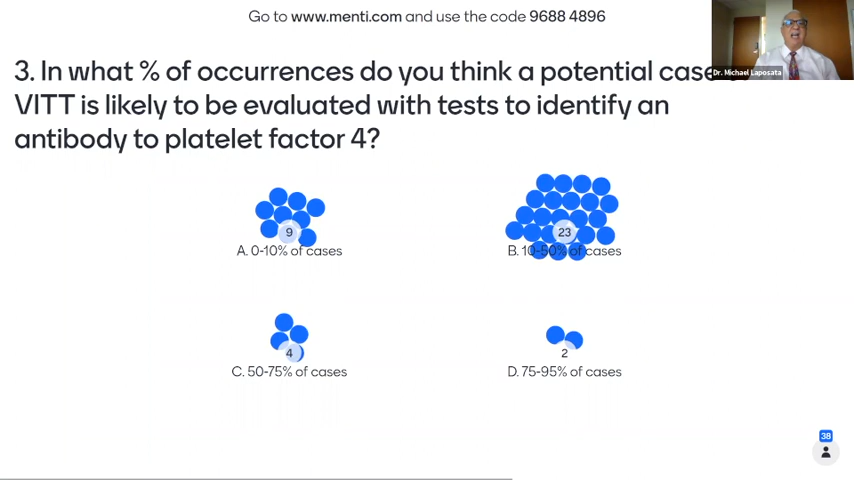 Go to www.menti.com and use the code 9688 4896
3. In what % of occurrences do you think a potential case
VITT is likely to be evaluated with tests to identify an
antibody to platelet factor 4?
Dr. Michael Laposata
9
A. 0-10% of cases
23
B. 10-50% of cases
4
C. 50-75% of cases
2
D. 75-95% of cases
38